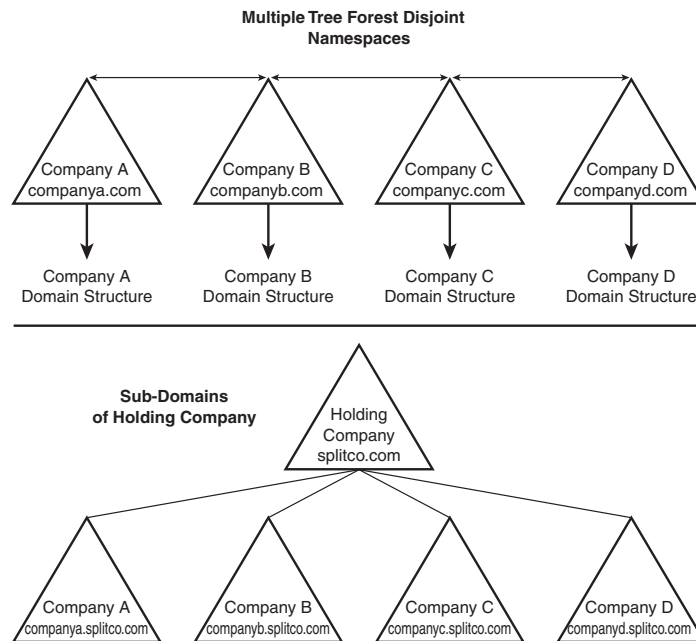 Multiple Tree Forest Disjoint
Namespaces
Company A
companya.com
Company B
companyb.com
Company C
companyc.com
Company D
companyd.com
Company A
Domain Structure
Company B
Domain Structure
Company C
Domain Structure
Company D
Domain Structure
Sub-Domains
of Holding Company
Holding
Company
splitco.com
Company A
companya.splitco.com
Company B
companyb.splitco.com
Company C
companyc.splitco.com
Company D
companyd.splitco.com